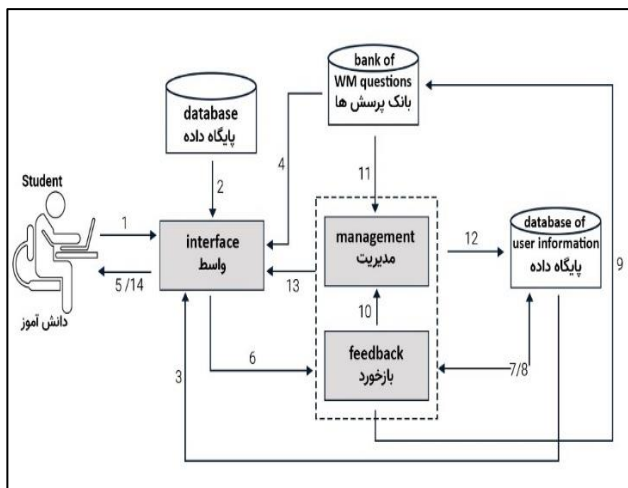 bank of
WM questions
بانک پرسش ها
database
پایگاه داده
Student
1
2
4
11
interface
واسط
management
مدیریت
database of
user information
پایگاه داده
12
9
5 /14
13
دانش آموز
10
3
6
feedback
بازخورد
7/8